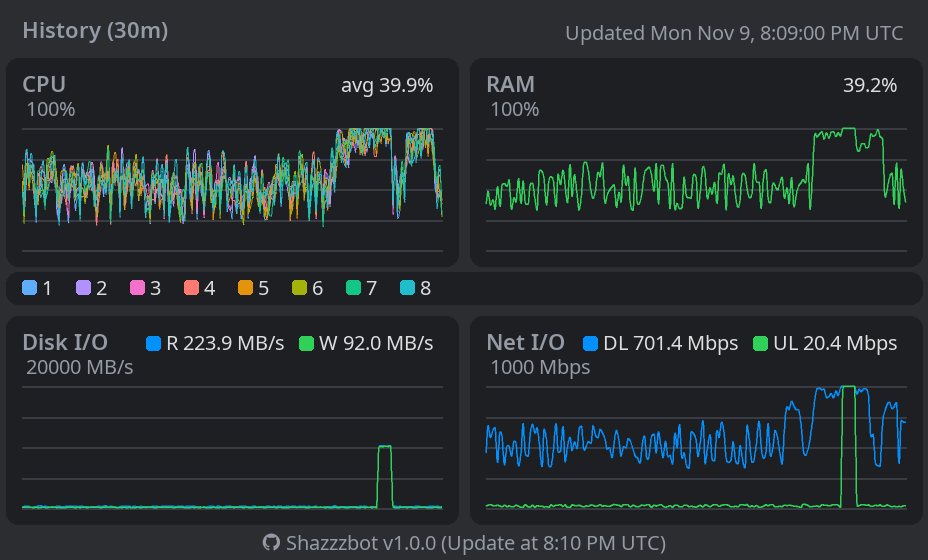 History (30m)
Updated Mon Nov 9, 8:09:00 PM UTC
CPU avg 39.9%
100%
RAM 39.2%
100%
1 2 3 4 5 6 7 8
Disk I/O R 223.9 MB/s W 92.0 MB/s
20000 MB/s
Net I/O DL 701.4 Mbps UL 20.4 Mbps
1000 Mbps
Shazzzbot v1.0.0 (Update at 8:10 PM UTC)